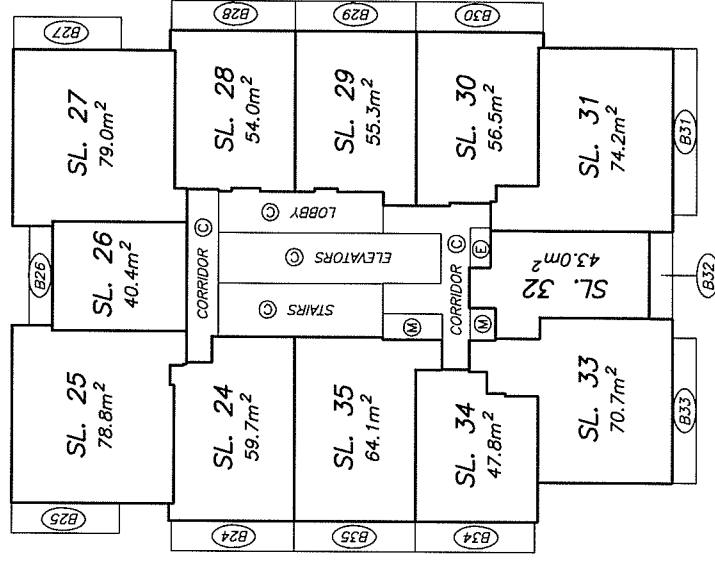 B27
B28
B29
B30
SL. 27
79.0m²
SL. 28
54.0m²
SL. 29
55.3m²
SL. 30
56.5m²
SL. 31
74.2m²
B31
B26
SL. 26
40.4m²
CORRIDOR
C
LOBBY
C
ELEVATORS
C
STAIRS
C
CORRIDOR
C
E
M
M
SL. 32
43.0m²
B32
SL. 25
78.8m²
SL. 24
59.7m²
SL. 35
64.1m²
SL. 34
47.8m²
SL. 33
70.7m²
B33
B25
B24
B35
B34